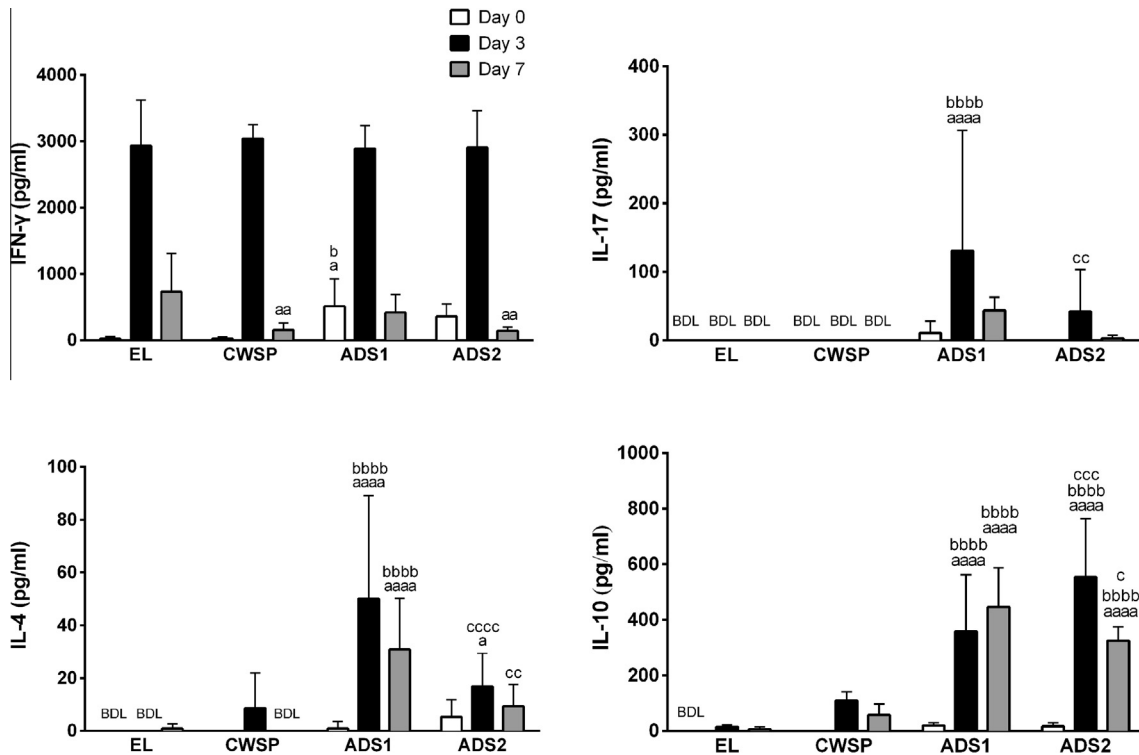 Day 0
Day 3
Day 7
IFN-γ (pg/ml)
4000
3000
2000
1000
0
b
a
aa
aa
EL CWSP ADS1 ADS2
IL-17 (pg/ml)
400
300
200
100
0
bbbb
aaaa
cc
BDL BDL BDL BDL BDL BDL
EL CWSP ADS1 ADS2
IL-4 (pg/ml)
100
80
60
40
20
0
bbbb
aaaa
bbbb
aaaa
cccc
a
cc
BDL BDL BDL
EL CWSP ADS1 ADS2
IL-10 (pg/ml)
1000
800
600
400
200
0
bbbb
aaaa
bbbb
aaaa
ccc
bbbb
aaaa
c
bbbb
aaaa
BDL
EL CWSP ADS1 ADS2